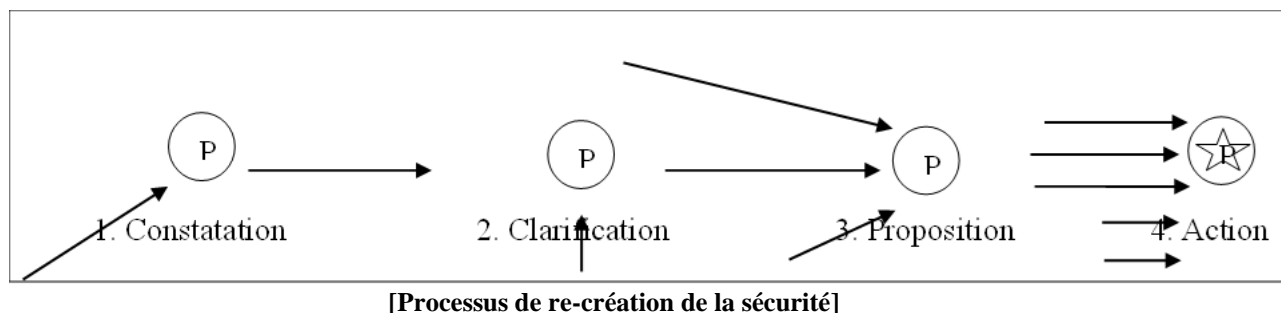 P P P P
1. Constatation 2. Clarification 3. Proposition 4. Action
[Processus de re-création de la sécurité]